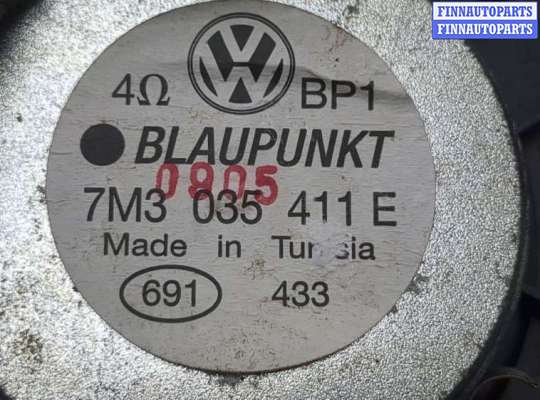 FINNAUTOPARTS
FINNAUTOPARTS
4Ω BP1
BLAUPUNKT
0905
7M3 035 411 E
Made in Tunisia
691 433